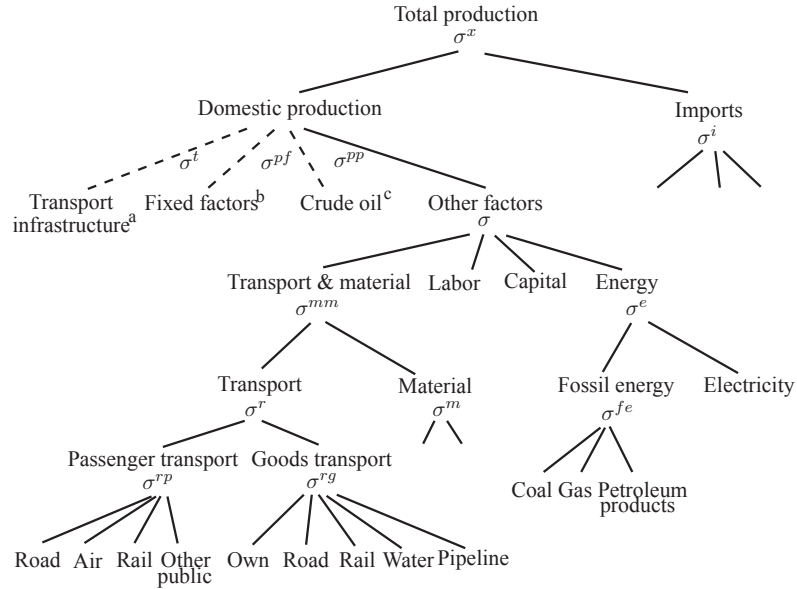 Total production
σ^x
Domestic production
Imports
σ^i
σ^t
σ^{pf}
σ^{pp}
Transport
infrastructure^a
Fixed factors^b
Crude oil^c
Other factors
σ
Transport & material
Labor
Capital
Energy
σ^{mm}
σ^e
Transport
Material
Fossil energy
Electricity
σ^r
σ^m
σ^{fe}
Passenger transport
Goods transport
σ^{rp}
σ^{rg}
Coal
Gas
Petroleum
products
Road
Air
Rail
Other
public
Own
Road
Rail
Water
Pipeline